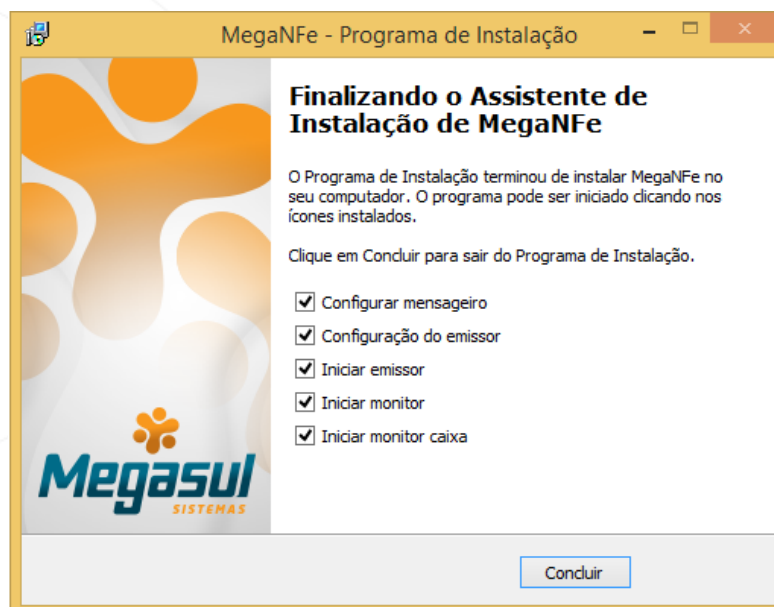 MegaNFe - Programa de Instalação
Finalizando o Assistente de
Instalação de MegaNFe
O Programa de Instalação terminou de instalar MegaNFe no
seu computador. O programa pode ser iniciado clicando nos
ícones instalados.
Clique em Concluir para sair do Programa de Instalação.
Configurar mensageiro
Configuração do emissor
Iniciar emissor
Iniciar monitor
Iniciar monitor caixa
Megasul
SISTEMAS
Concluir